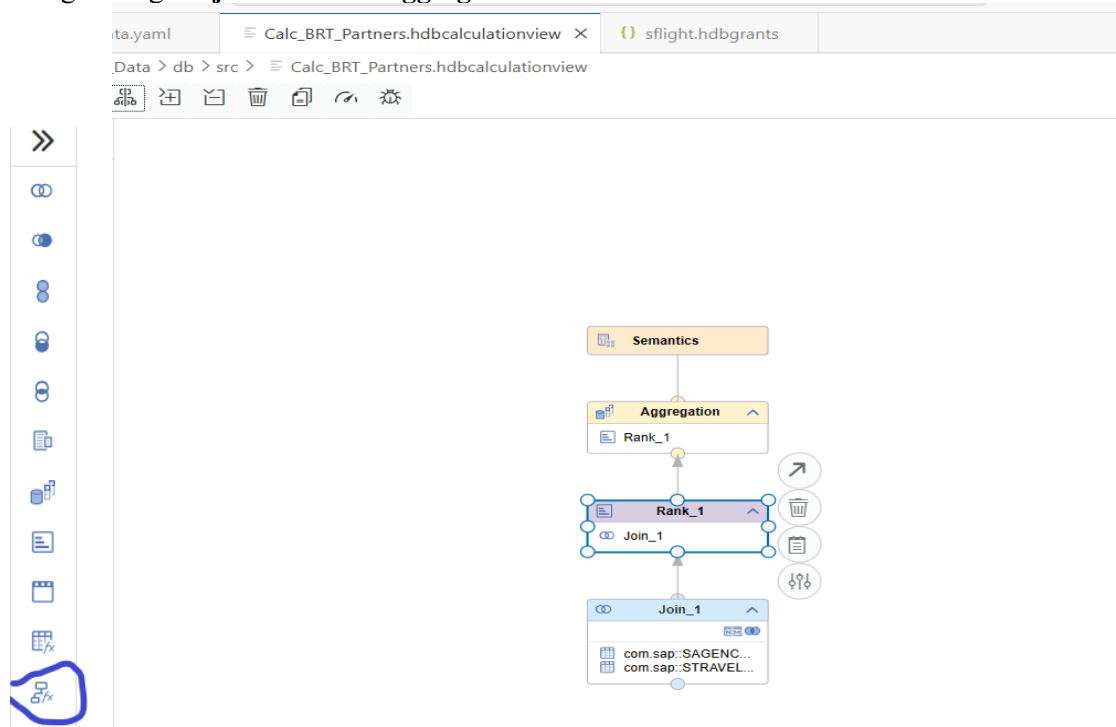 ta.yaml
Calc_BRT_Partners.hdbcalculationview ×
{} sflight.hdbgrants
_Data > db > src > Calc_BRT_Partners.hdbcalculationview
Semantics
Aggregation
Rank_1
Rank_1
Join_1
Join_1
com.sap::SAGENC...
com.sap::STRAVEL...